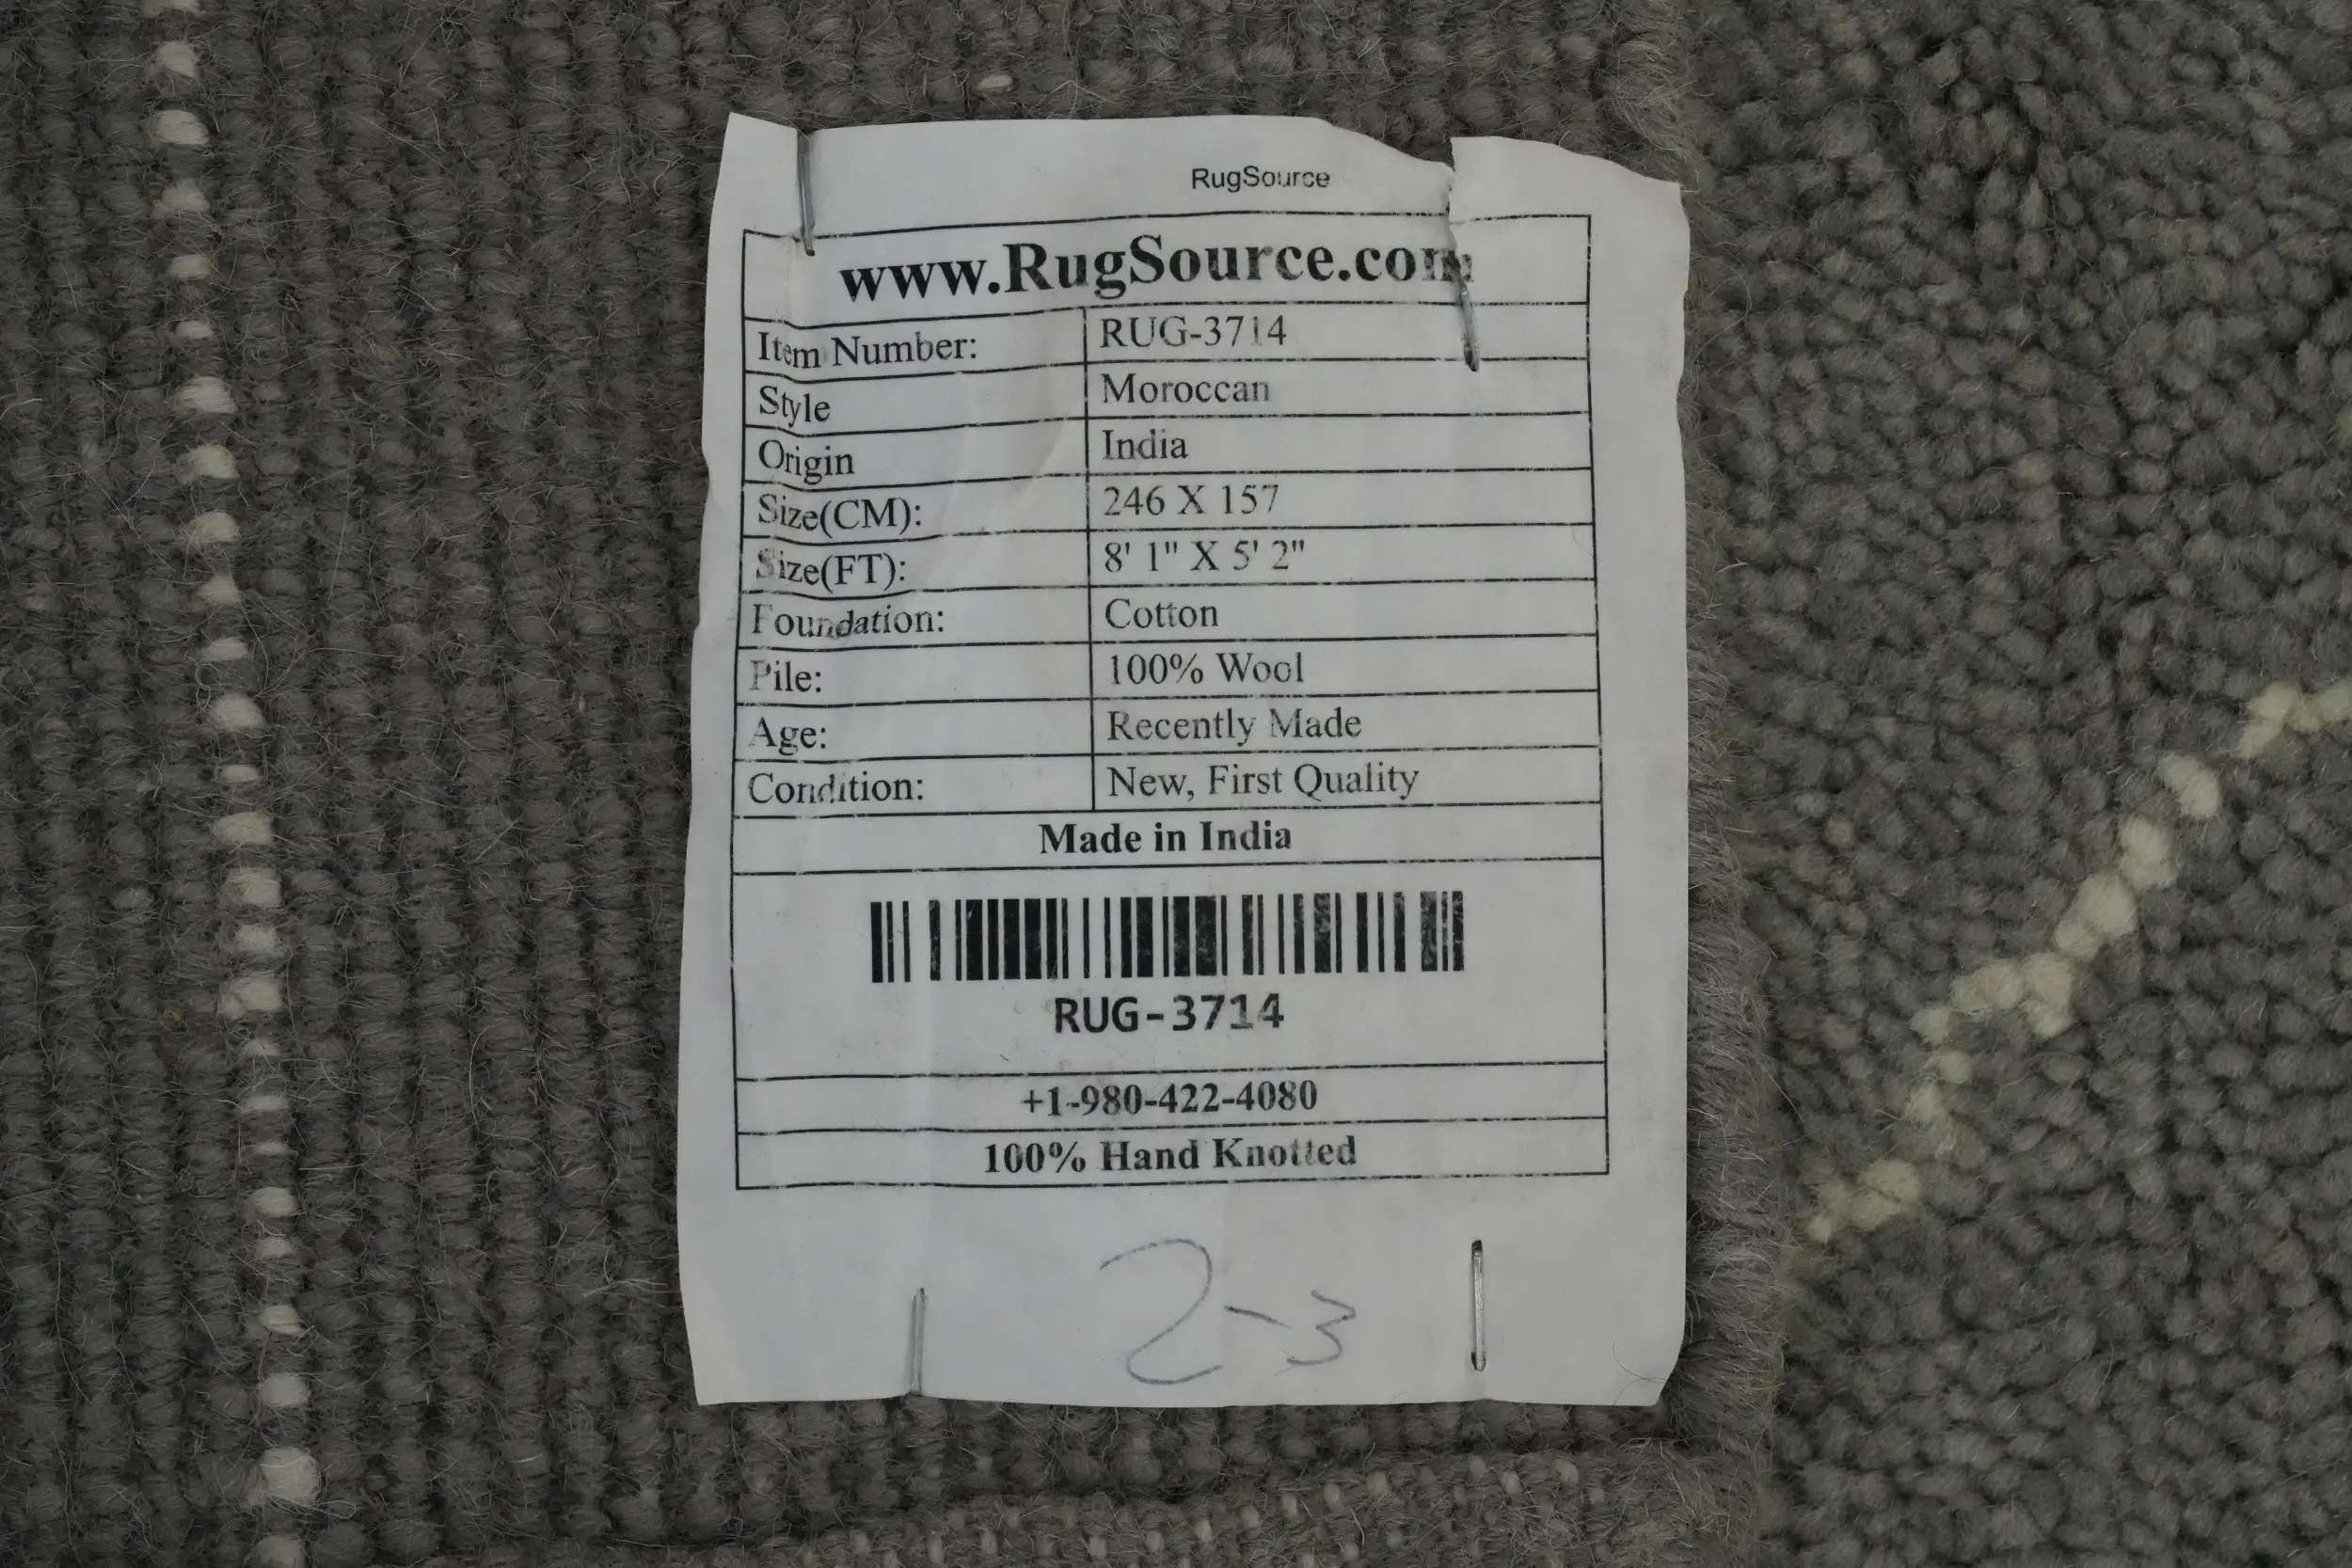 RugSource
www.RugSource.com
Item Number: RUG-3714
Style Moroccan
Origin India
Size(CM): 246 X 157
Size(FT): 8' 1" X 5' 2"
Foundation: Cotton
Pile: 100% Wool
Age: Recently Made
Condition: New, First Quality
Made in India
RUG-3714
+1-980-422-4080
100% Hand Knotted
2-3